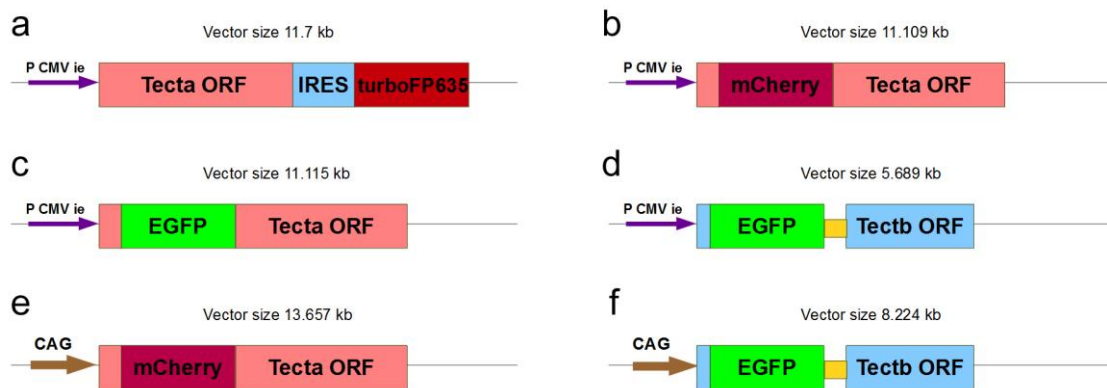 a
Vector size 11.7 kb
P CMV ie
Tecta ORF IRES turboFP635
b
Vector size 11.109 kb
P CMV ie
mCherry Tecta ORF
c
Vector size 11.115 kb
P CMV ie
EGFP Tecta ORF
d
Vector size 5.689 kb
P CMV ie
EGFP Tectb ORF
e
Vector size 13.657 kb
CAG
mCherry Tecta ORF
f
Vector size 8.224 kb
CAG
EGFP Tectb ORF